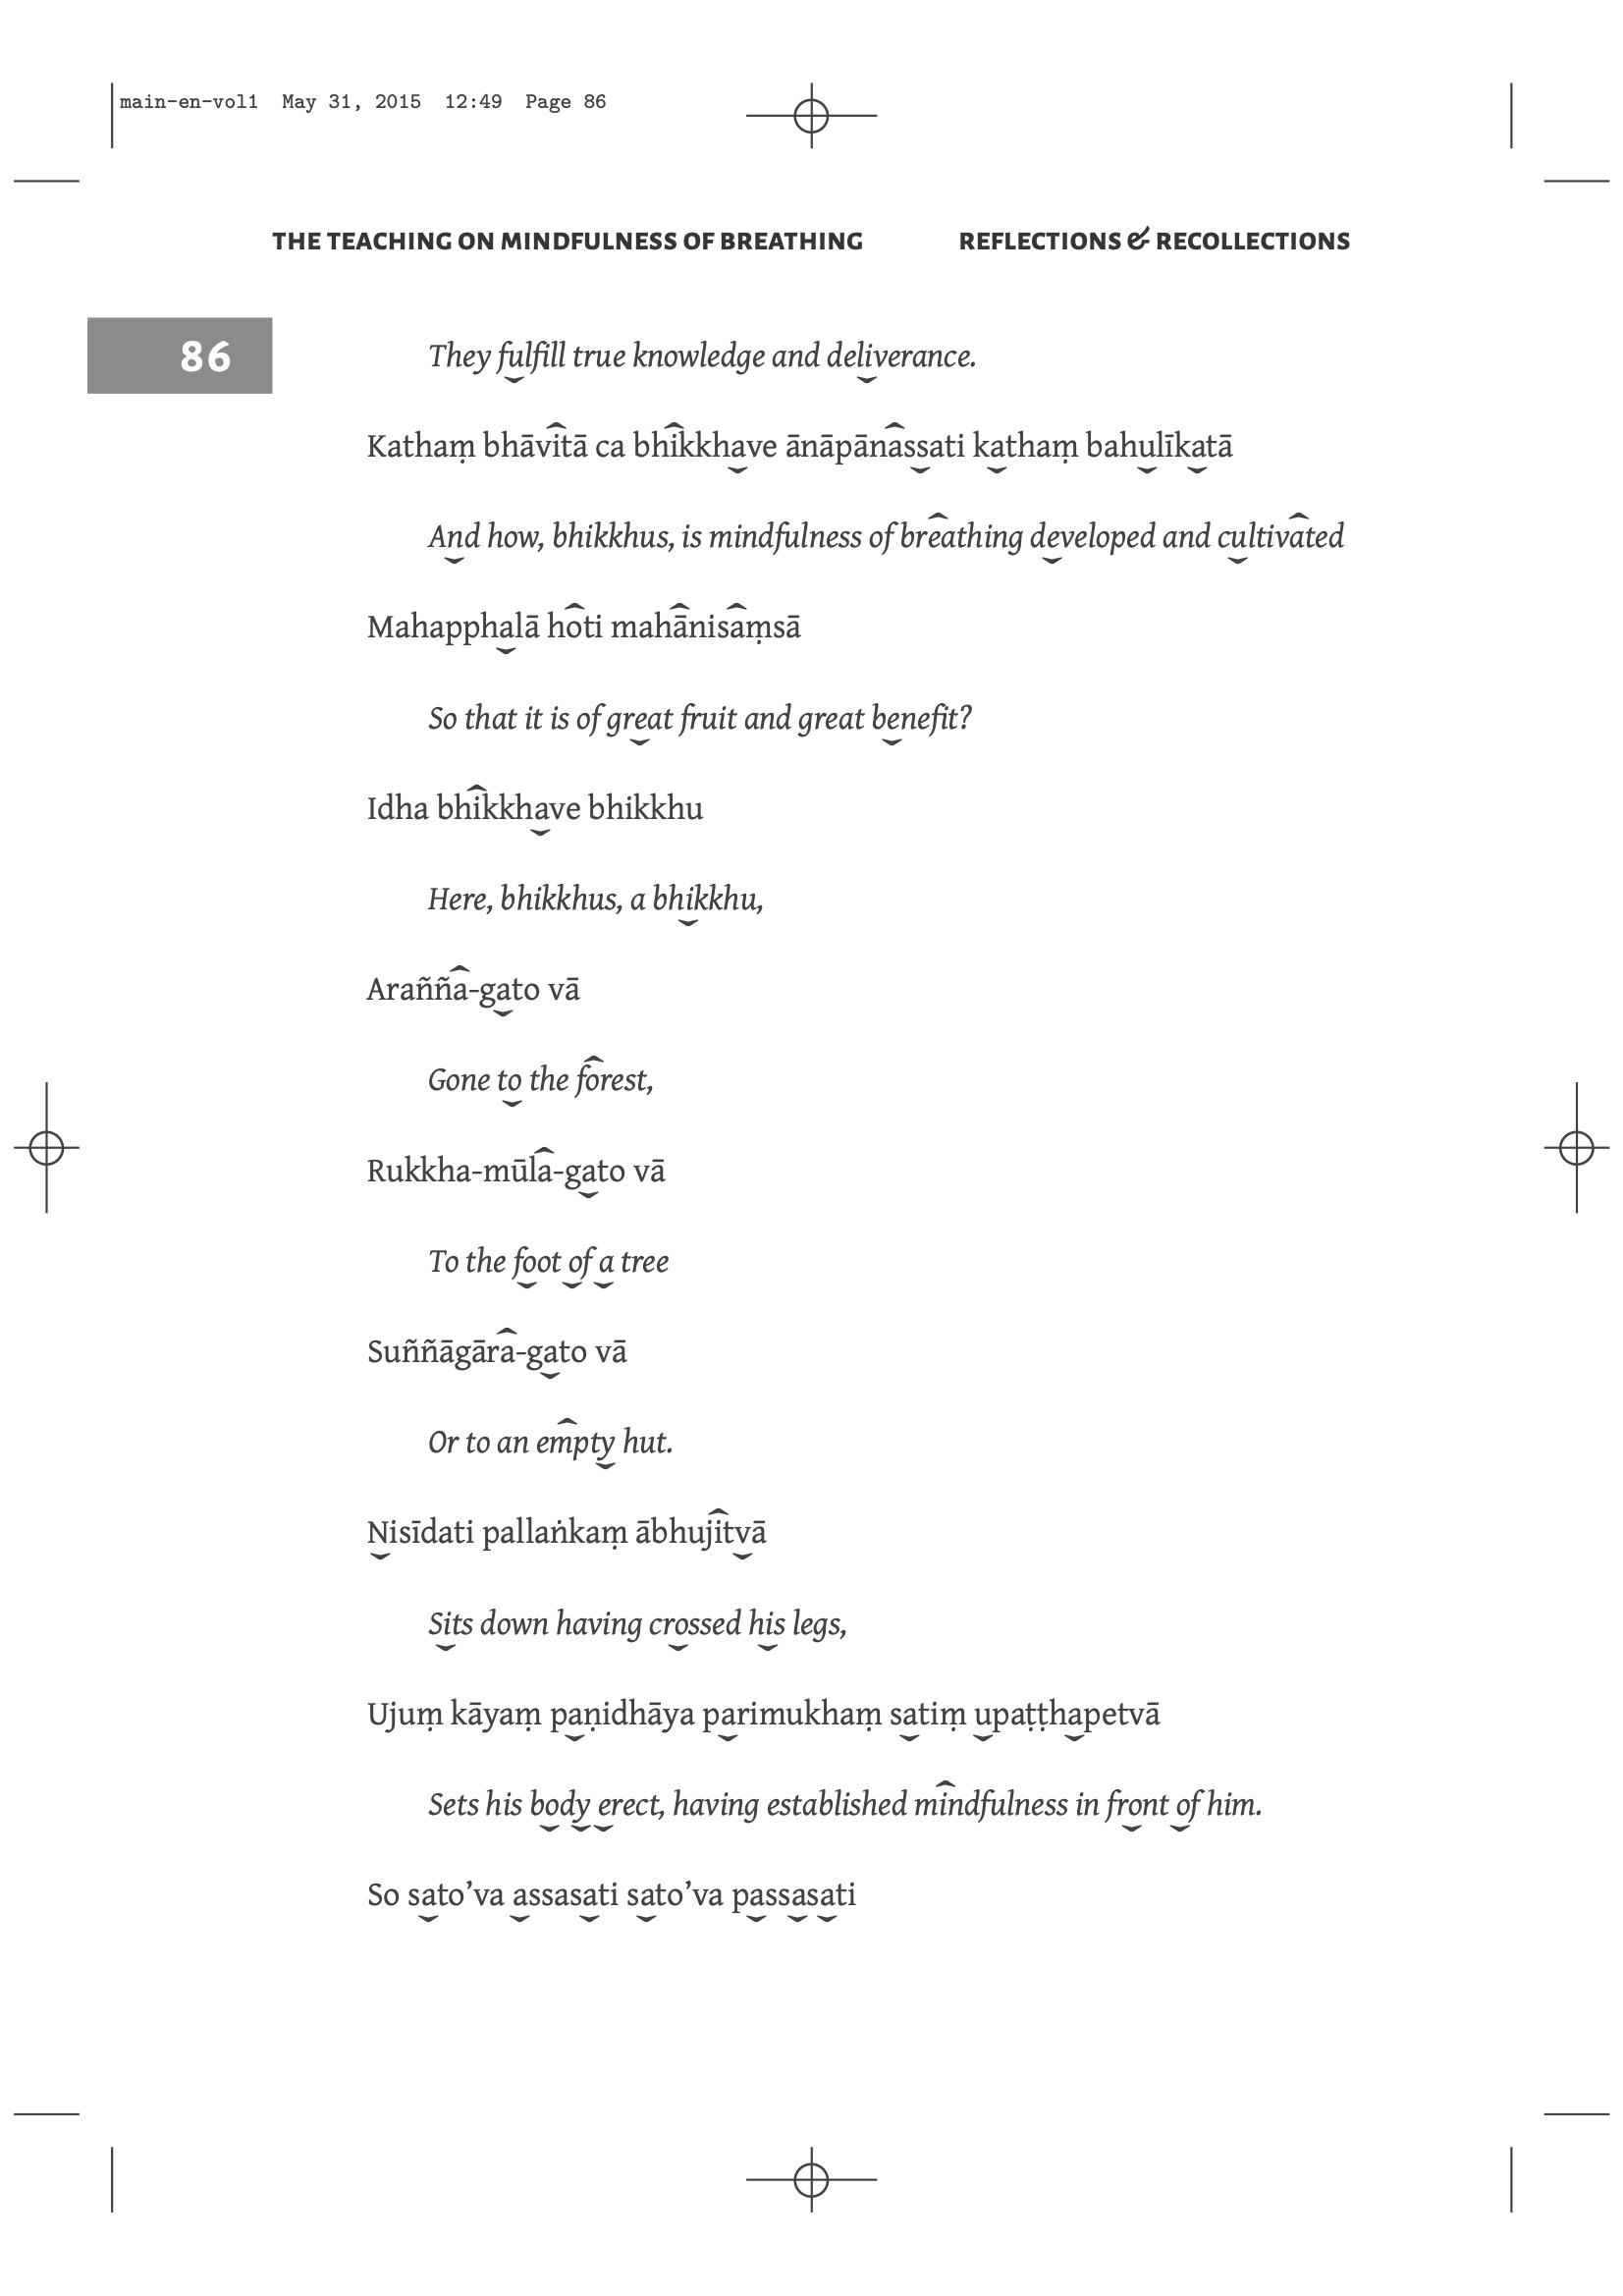 main-en-vol1 May 31, 2015 12:49 Page 86
THE TEACHING ON MINDFULNESS OF BREATHING REFLECTIONS & RECOLLECTIONS
86
They fulfill true knowledge and deliverance.
Kathaṃ bhāvitā ca bhikkhave ānāpānassati kathaṃ bahulīkatā
And how, bhikkhus, is mindfulness of breathing developed and cultivated
Mahapphalā hoti mahānisaṃsā
So that it is of great fruit and great benefit?
Idha bhikkhave bhikkhu
Here, bhikkhus, a bhikkhu,
Arañña-gato vā
Gone to the forest,
Rukkha-mūla-gato vā
To the foot of a tree
Suññāgāra-gato vā
Or to an empty hut.
Nisīdati pallaṅkaṃ ābhujitvā
Sits down having crossed his legs,
Ujuṃ kāyaṃ paṇidhāya parimukhaṃ satiṃ upaṭṭhapetvā
Sets his body erect, having established mindfulness in front of him.
So sato’va assasati sato’va passasati